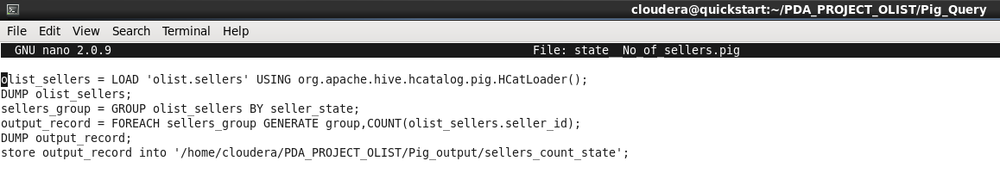 cloudera@quickstart:~/PDA_PROJECT_OLIST/Pig_Query
File Edit View Search Terminal Help
GNU nano 2.0.9 File: state__No_of_sellers.pig
olist_sellers = LOAD 'olist.sellers' USING org.apache.hive.hcatalog.pig.HCatLoader();
DUMP olist_sellers;
sellers_group = GROUP olist_sellers BY seller_state;
output_record = FOREACH sellers_group GENERATE group,COUNT(olist_sellers.seller_id);
DUMP output_record;
store output_record into '/home/cloudera/PDA_PROJECT_OLIST/Pig_output/sellers_count_state';